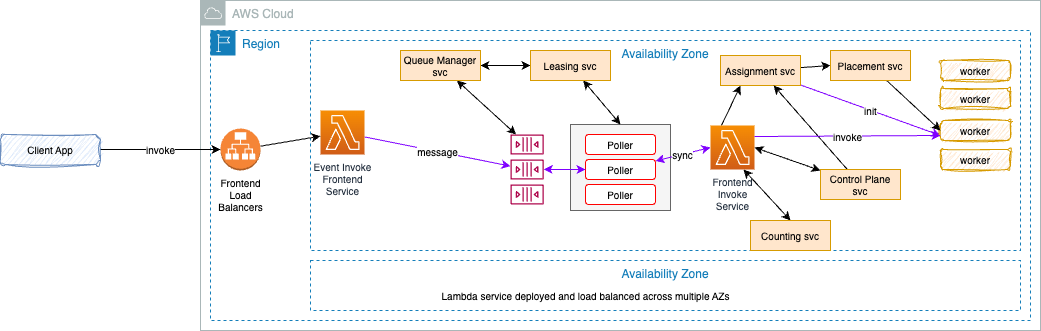 AWS Cloud
Region
Availability Zone
Queue Manager
svc
Leasing svc
Assignment svc
Placement svc
worker
worker
worker
worker
init
invoke
Client App
invoke
Frontend
Load
Balancers
Event Invoke
Frontend
Service
message
Poller
Poller
Poller
sync
Frontend
Invoke
Service
Control Plane
svc
Counting svc
Availability Zone
Lambda service deployed and load balanced across multiple AZs